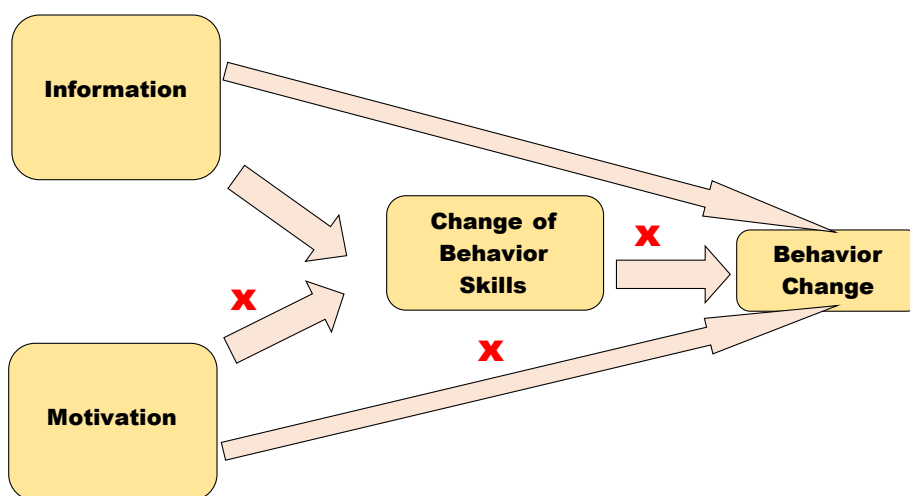 Information
Change of
Behavior
Skills
X
Behavior
Change
X
X
Motivation